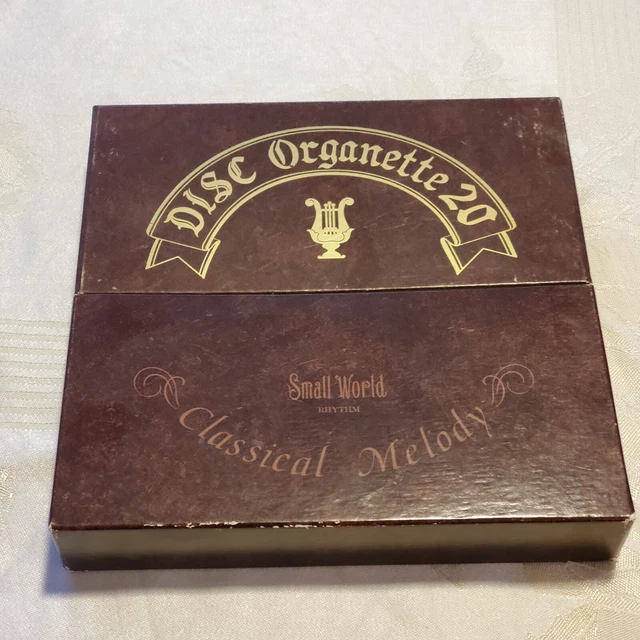 DISC Organette 20
Small World
RHYTHM
Classical Melody